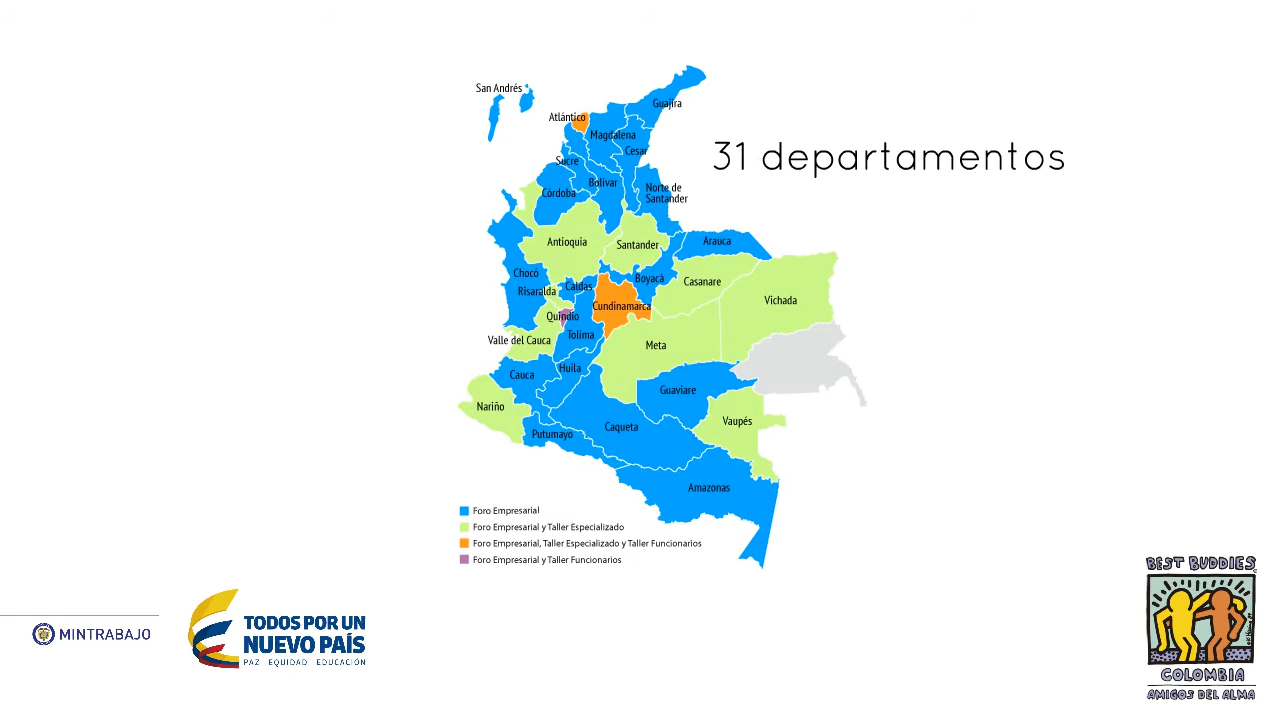 San Andrés
Guajira
Atlántico
Magdalena
Cesar
31 departamentos
Sucre
Bolivar
Norte de
Santander
Córdoba
Antioquia
Santander
Arauca
Chocó
Boyacà
Casanare
Risaralda
Caldas
Vichada
Cundinamarca
Quindío
Tolima
Valle del Cauca
Meta
Huila
Cauca
Guaviare
Nariño
Vaupés
Caqueta
Putumayo
Amazonas
Foro Empresarial
Foro Empresarial y Taller Especializado
Foro Empresarial, Taller Especializado y Taller Funcionarios
Foro Empresarial y Taller Funcionarios
MINTRABAJO
TODOS POR UN
NUEVO PAÍS
PAZ EQUIDAD EDUCACIÓN
BEST BUDDIES
COLOMBIA
AMIGOS DEL ALMA